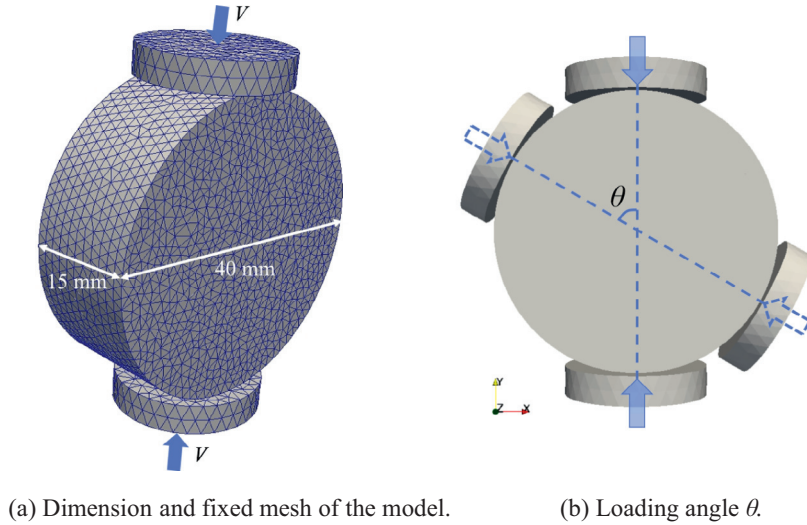 V
15 mm
40 mm
V
θ
Y
Z X
(a) Dimension and fixed mesh of the model.
(b) Loading angle θ.